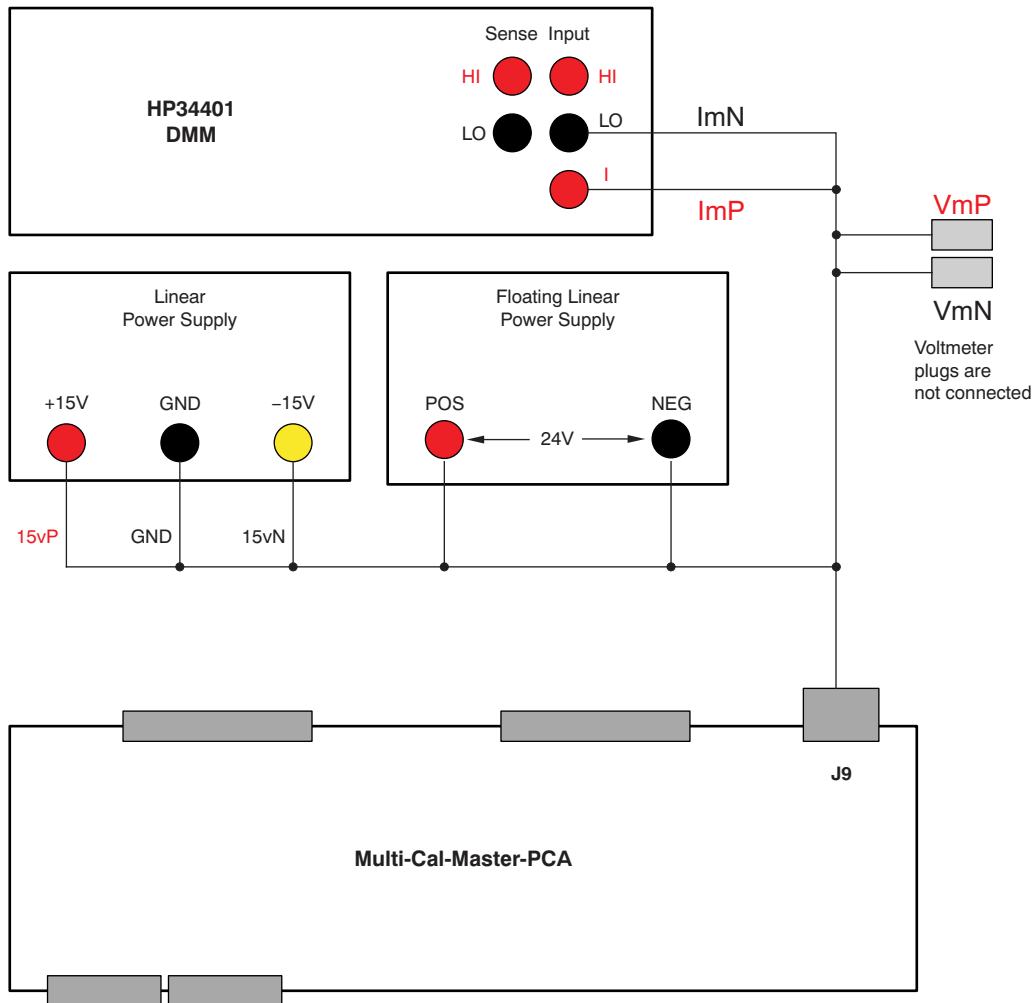 Sense Input
HI HI
HP34401
DMM
LO LO
ImN
I
ImP
VmP
VmN
Voltmeter
plugs are
not connected
Linear
Power Supply
+15V GND –15V
Floating Linear
Power Supply
POS 24V NEG
15vP GND 15vN
J9
Multi-Cal-Master-PCA